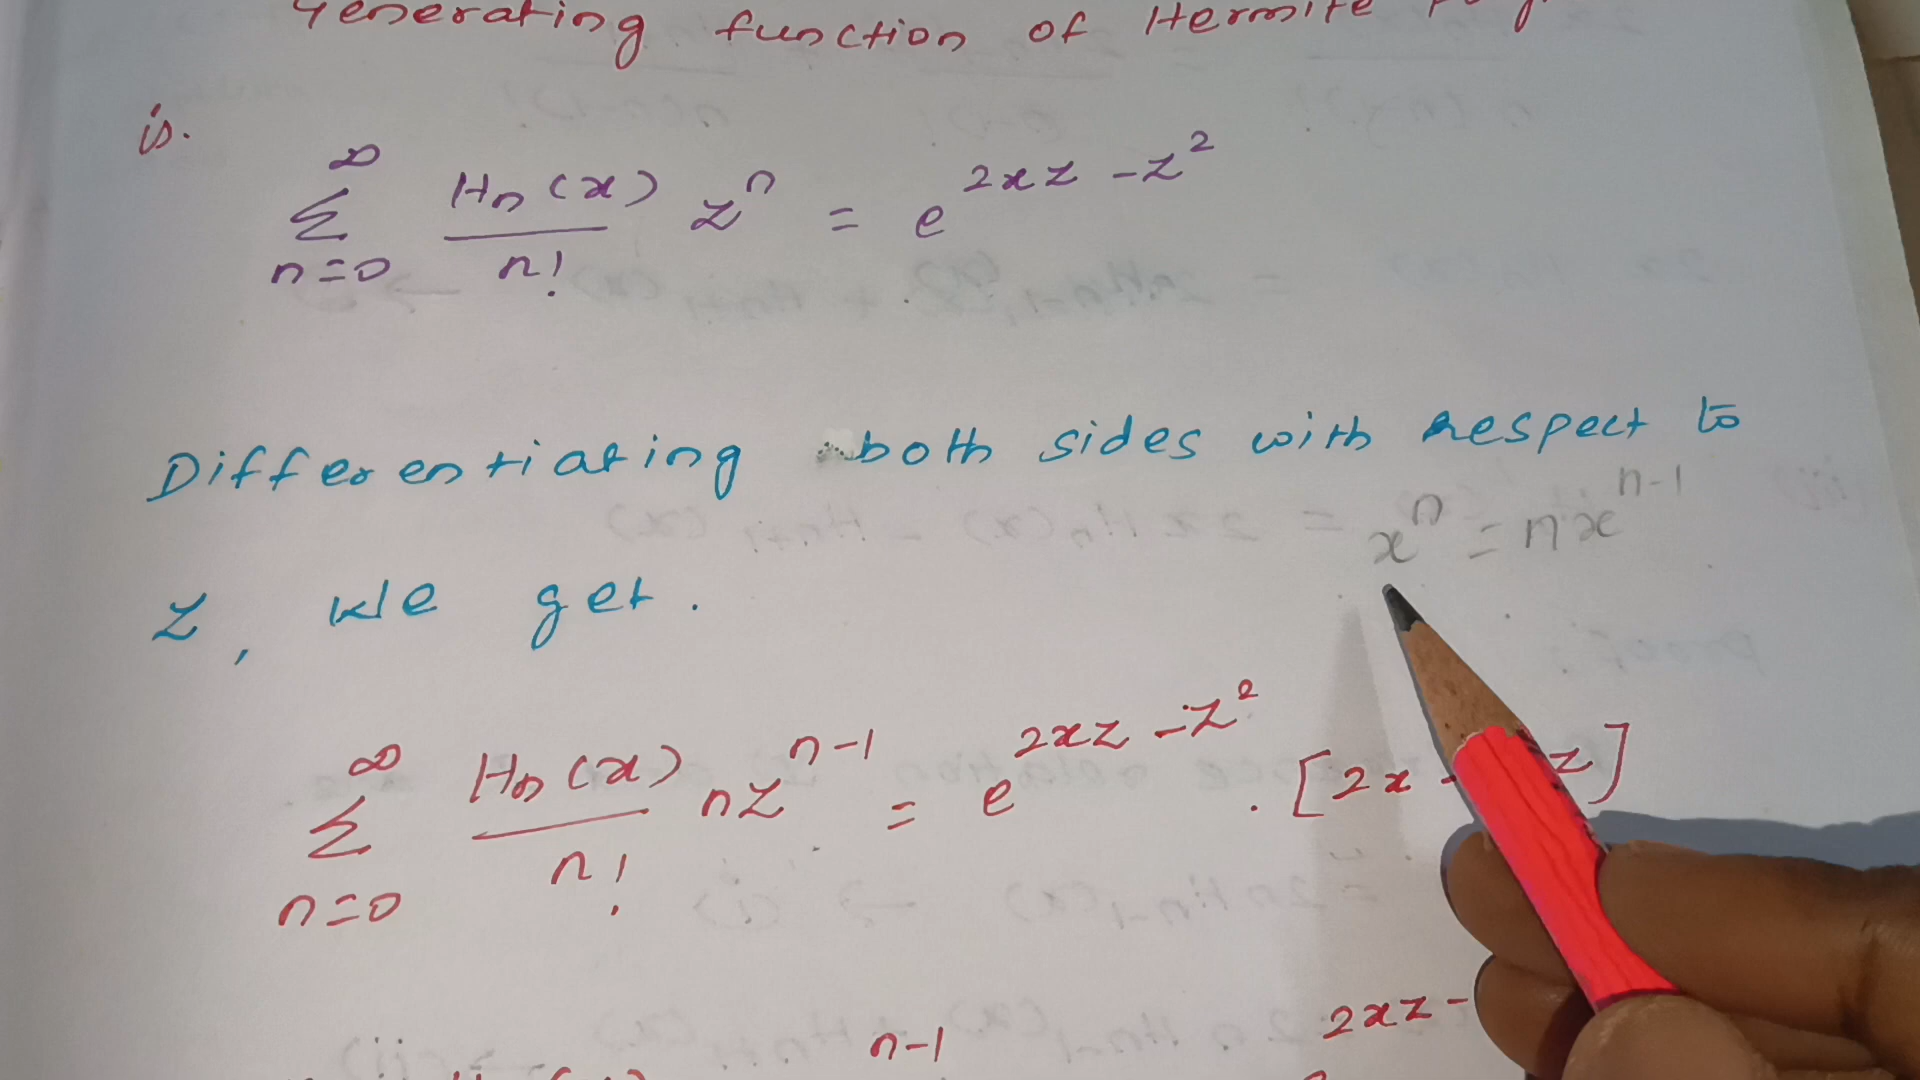 Generating function of Hermite
is.
∞
Σ Hn(x)/n! z^n = e^(2xz - z^2)
n=0
Differentiating both sides with respect to
x^n = nx^(n-1)
z, we get.
∞
Σ Hn(x)/n! nz^(n-1) = e^(2xz - z^2) . [2x - z]
n=0
n-1 2xz -